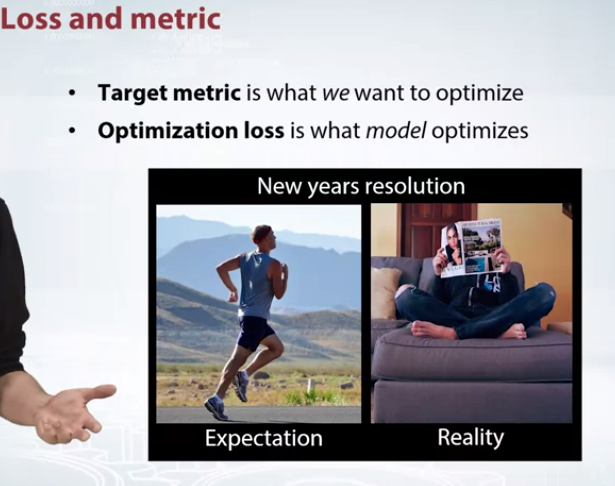 Loss and metric
• Target metric is what we want to optimize
• Optimization loss is what model optimizes
New years resolution
Expectation
Reality